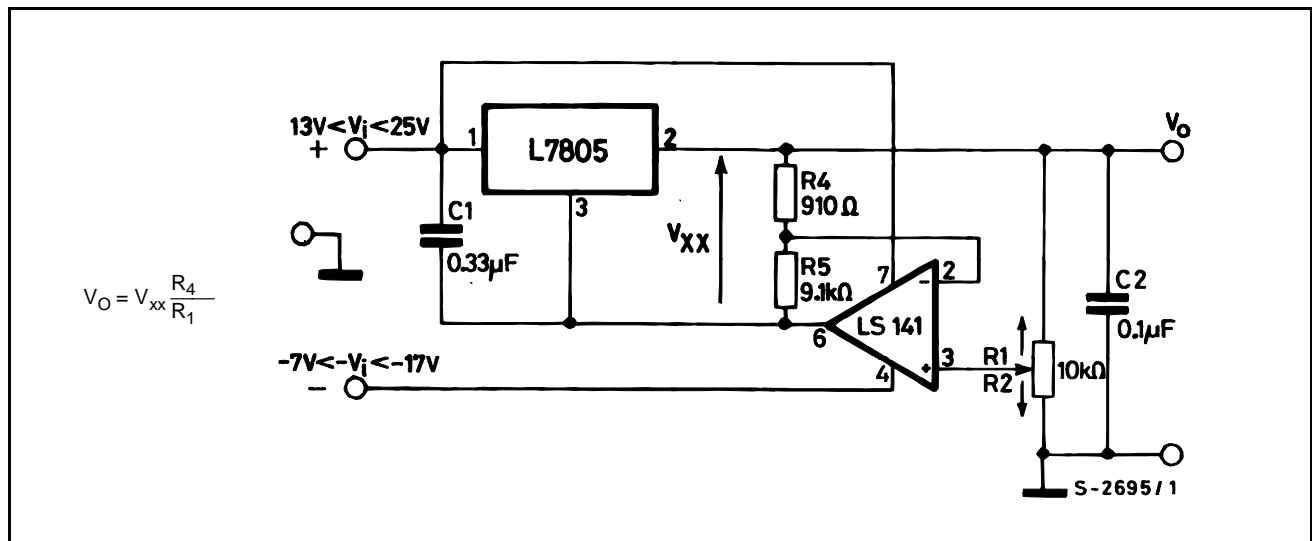 13V<Vi<25V
+
1
L7805
2
3
C1
0.33µF
VXX
R4
910 Ω
R5
9.1kΩ
7
2
-
LS 141
6
3
+
4
R1
R2
10kΩ
C2
0.1µF
VO
VO = Vxx R4
R1
-7V<-Vi<-17V
−
S-2695/1